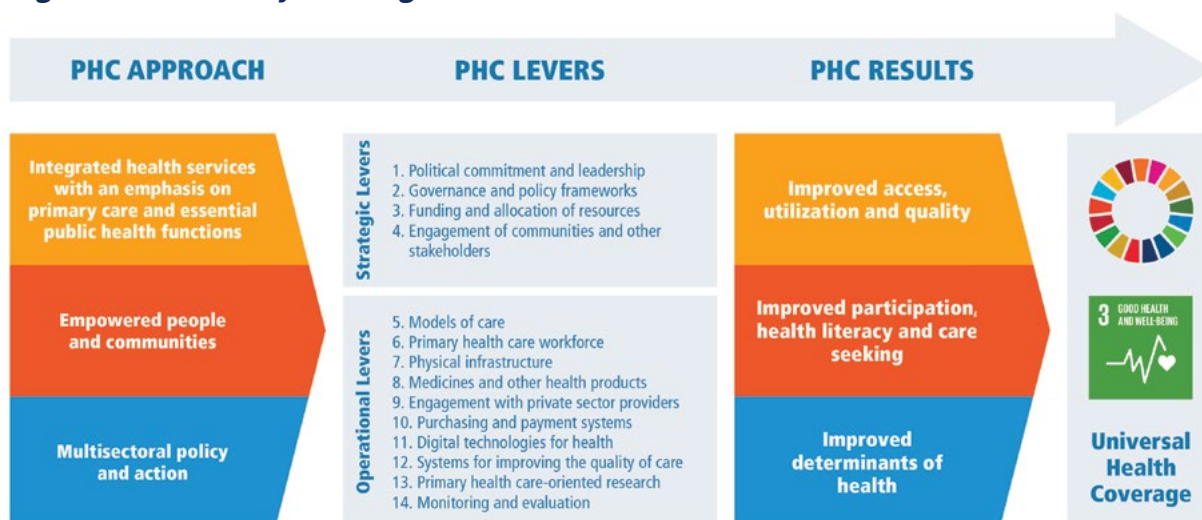 PHC APPROACH
PHC LEVERS
PHC RESULTS
Integrated health services
with an emphasis on
primary care and essential
public health functions
Empowered people
and communities
Multisectoral policy
and action
Strategic Levers
1. Political commitment and leadership
2. Governance and policy frameworks
3. Funding and allocation of resources
4. Engagement of communities and other
stakeholders
Operational Levers
5. Models of care
6. Primary health care workforce
7. Physical infrastructure
8. Medicines and other health products
9. Engagement with private sector providers
10. Purchasing and payment systems
11. Digital technologies for health
12. Systems for improving the quality of care
13. Primary health care-oriented research
14. Monitoring and evaluation
Improved access,
utilization and quality
Improved participation,
health literacy and care
seeking
Improved
determinants of
health
3 GOOD HEALTH
AND WELL-BEING
Universal
Health
Coverage